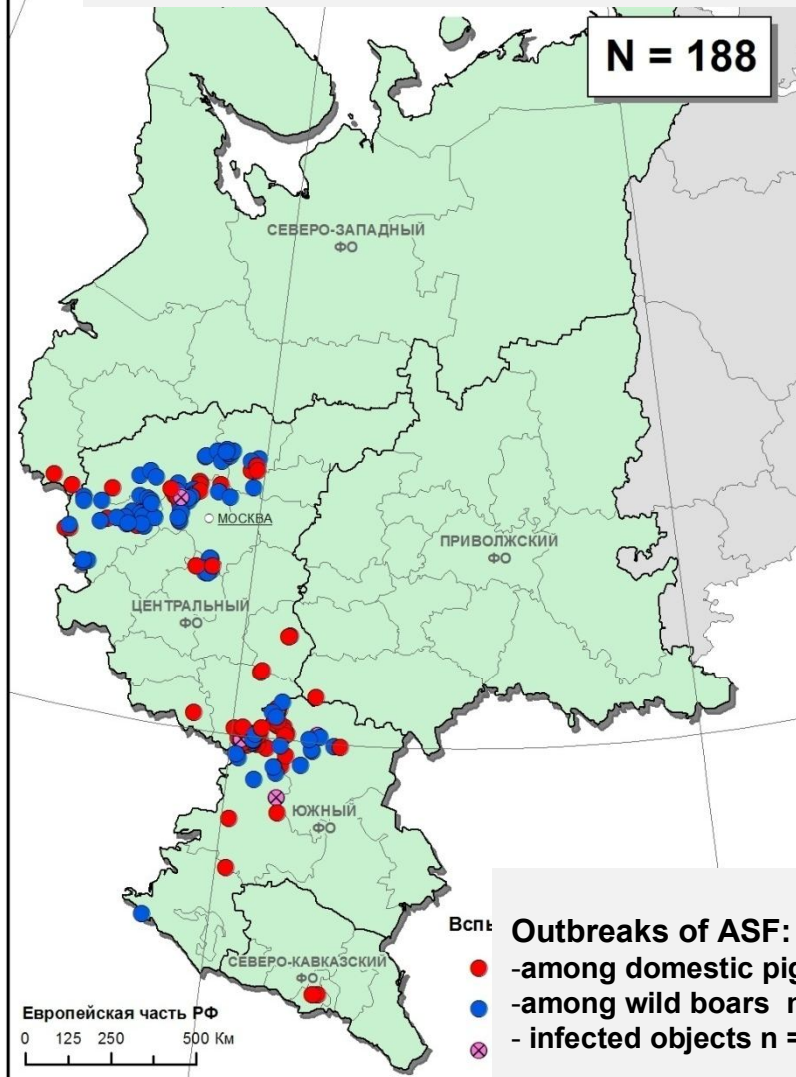 N = 188
СЕВЕРО-ЗАПАДНЫЙ
ФО
МОСКВА
ПРИВОЛЖСКИЙ
ФО
ЦЕНТРАЛЬНЫЙ
ФО
ЮЖНЫЙ
ФО
СЕВЕРО-КАВКАЗСКИЙ
ФО
Outbreaks of ASF:
-among domestic pig
-among wild boars
- infected objects n =
Европейская часть РФ
0 125 250 500 Км